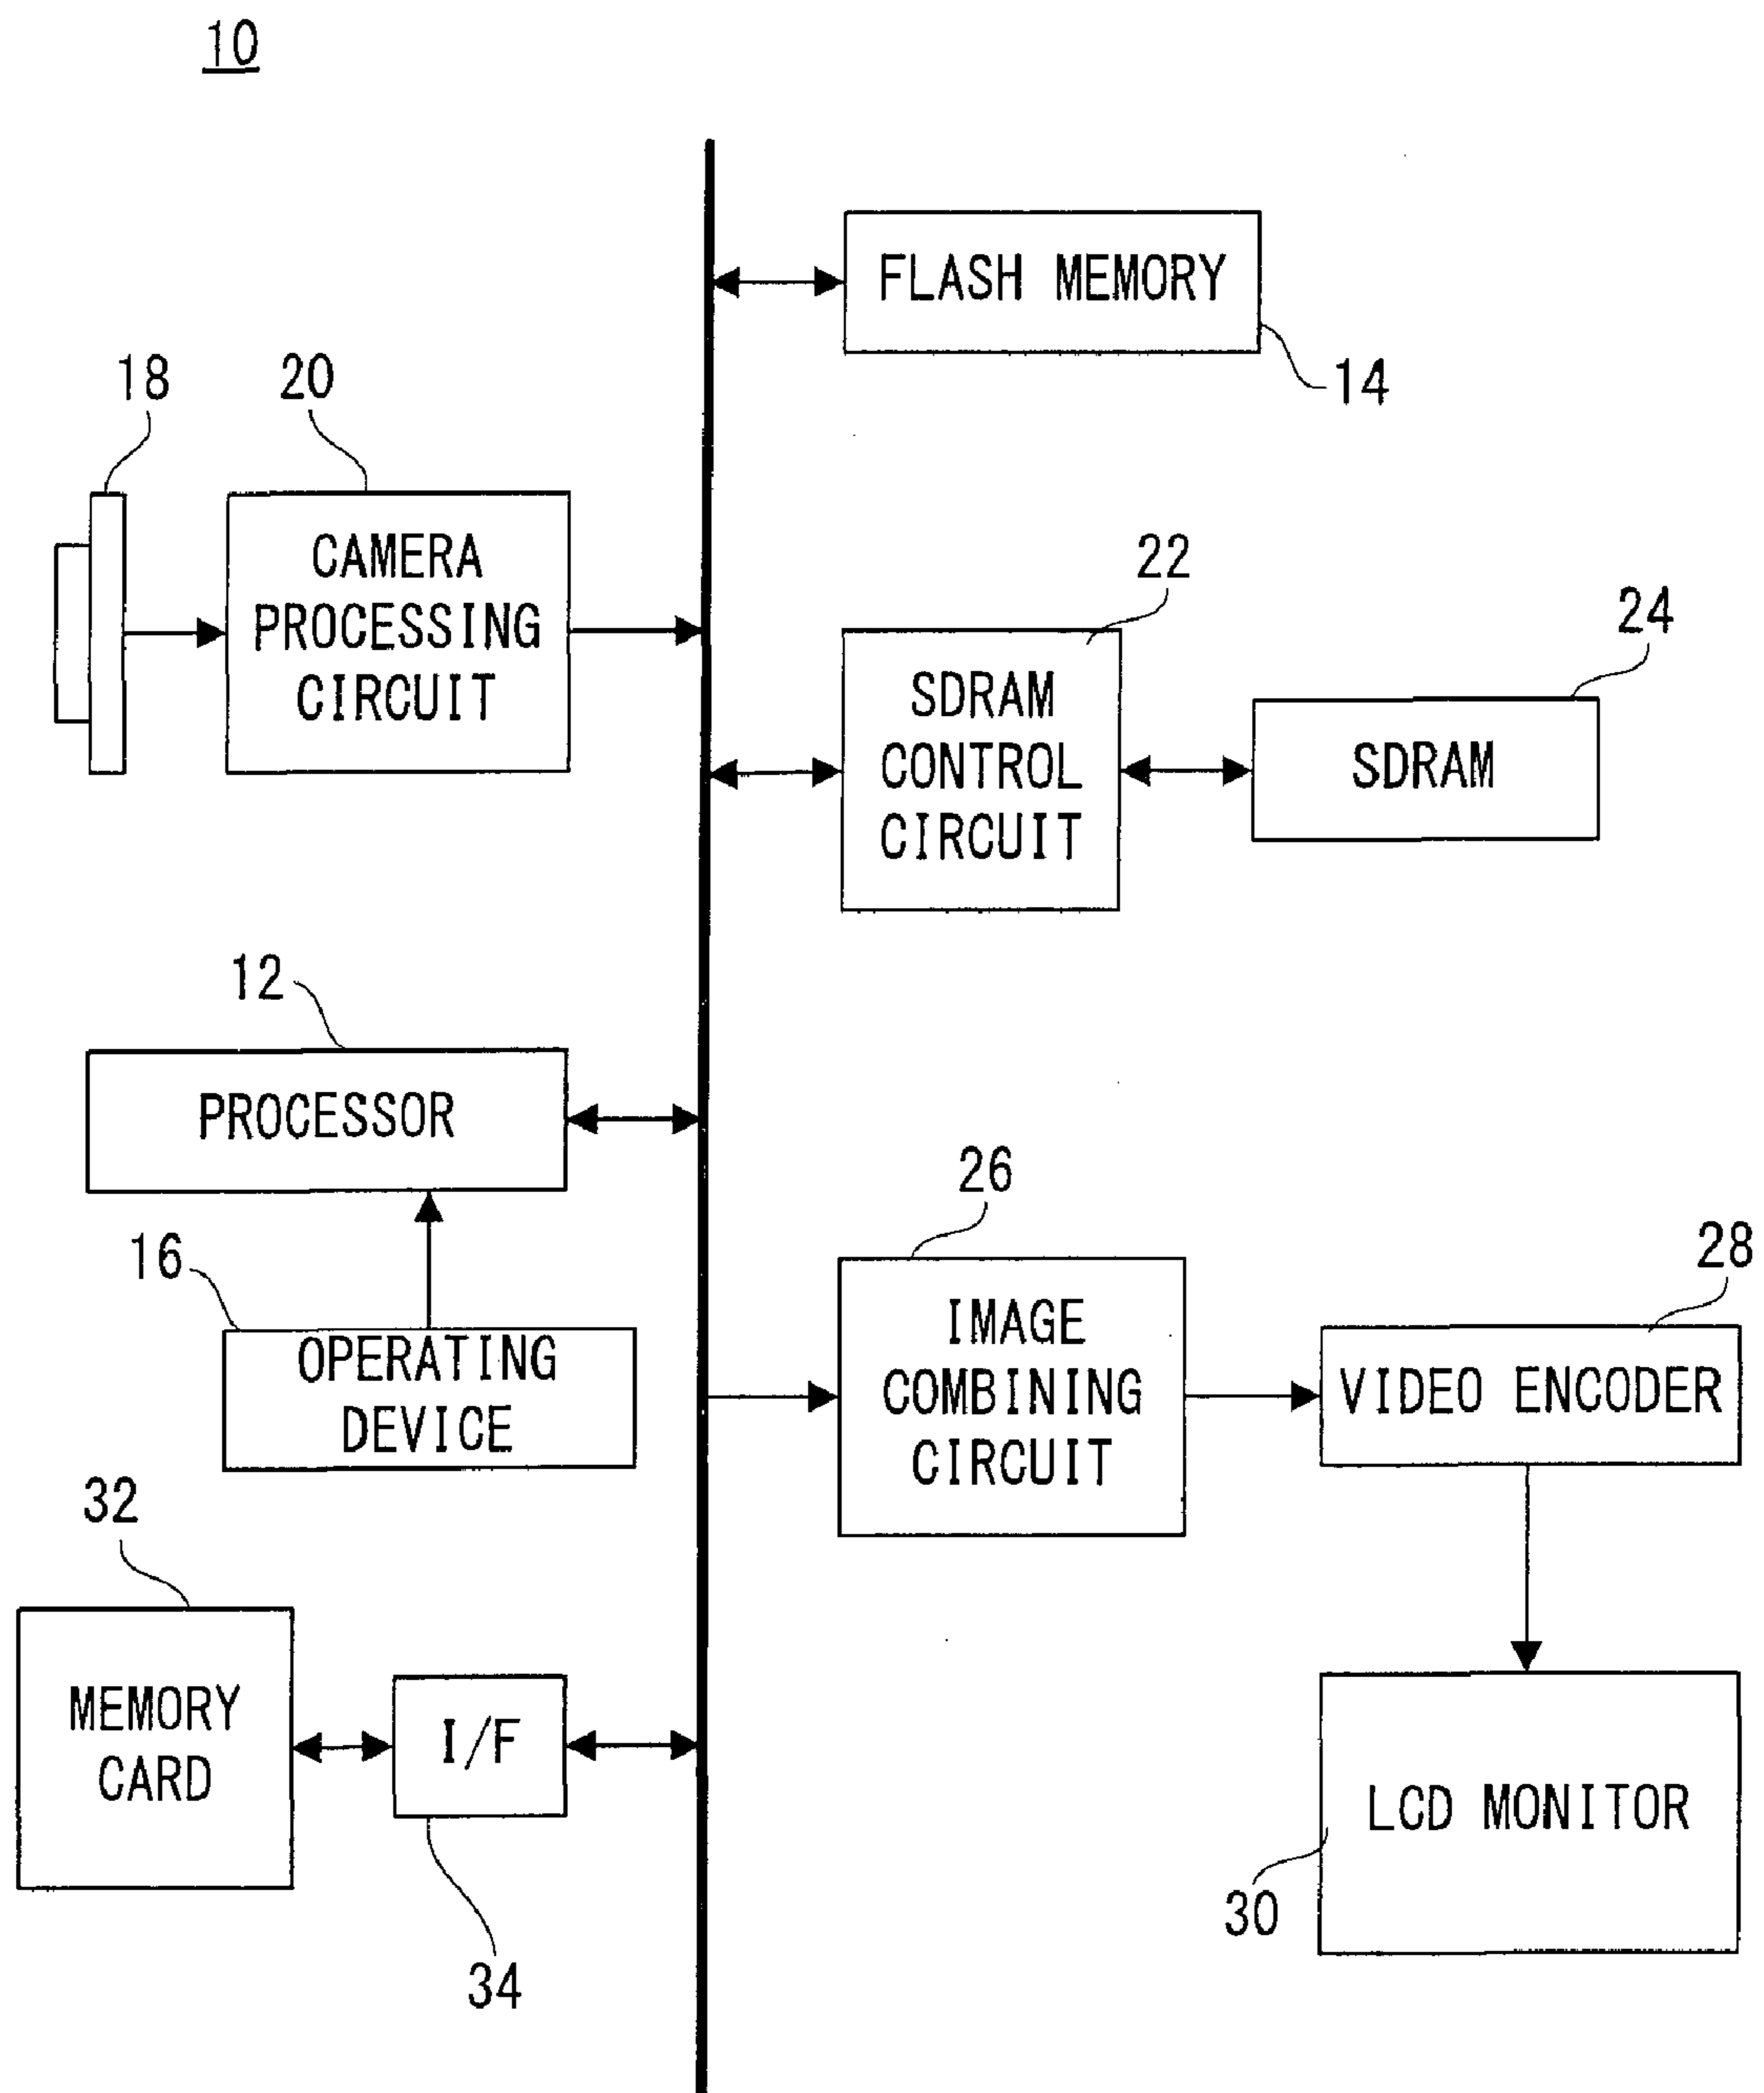 10
FLASH MEMORY
14
18
20
CAMERA
PROCESSING
CIRCUIT
22
SDRAM
CONTROL
CIRCUIT
24
SDRAM
12
PROCESSOR
16
OPERATING
DEVICE
26
IMAGE
COMBINING
CIRCUIT
28
VIDEO ENCODER
32
MEMORY
CARD
I/F
34
LCD MONITOR
30